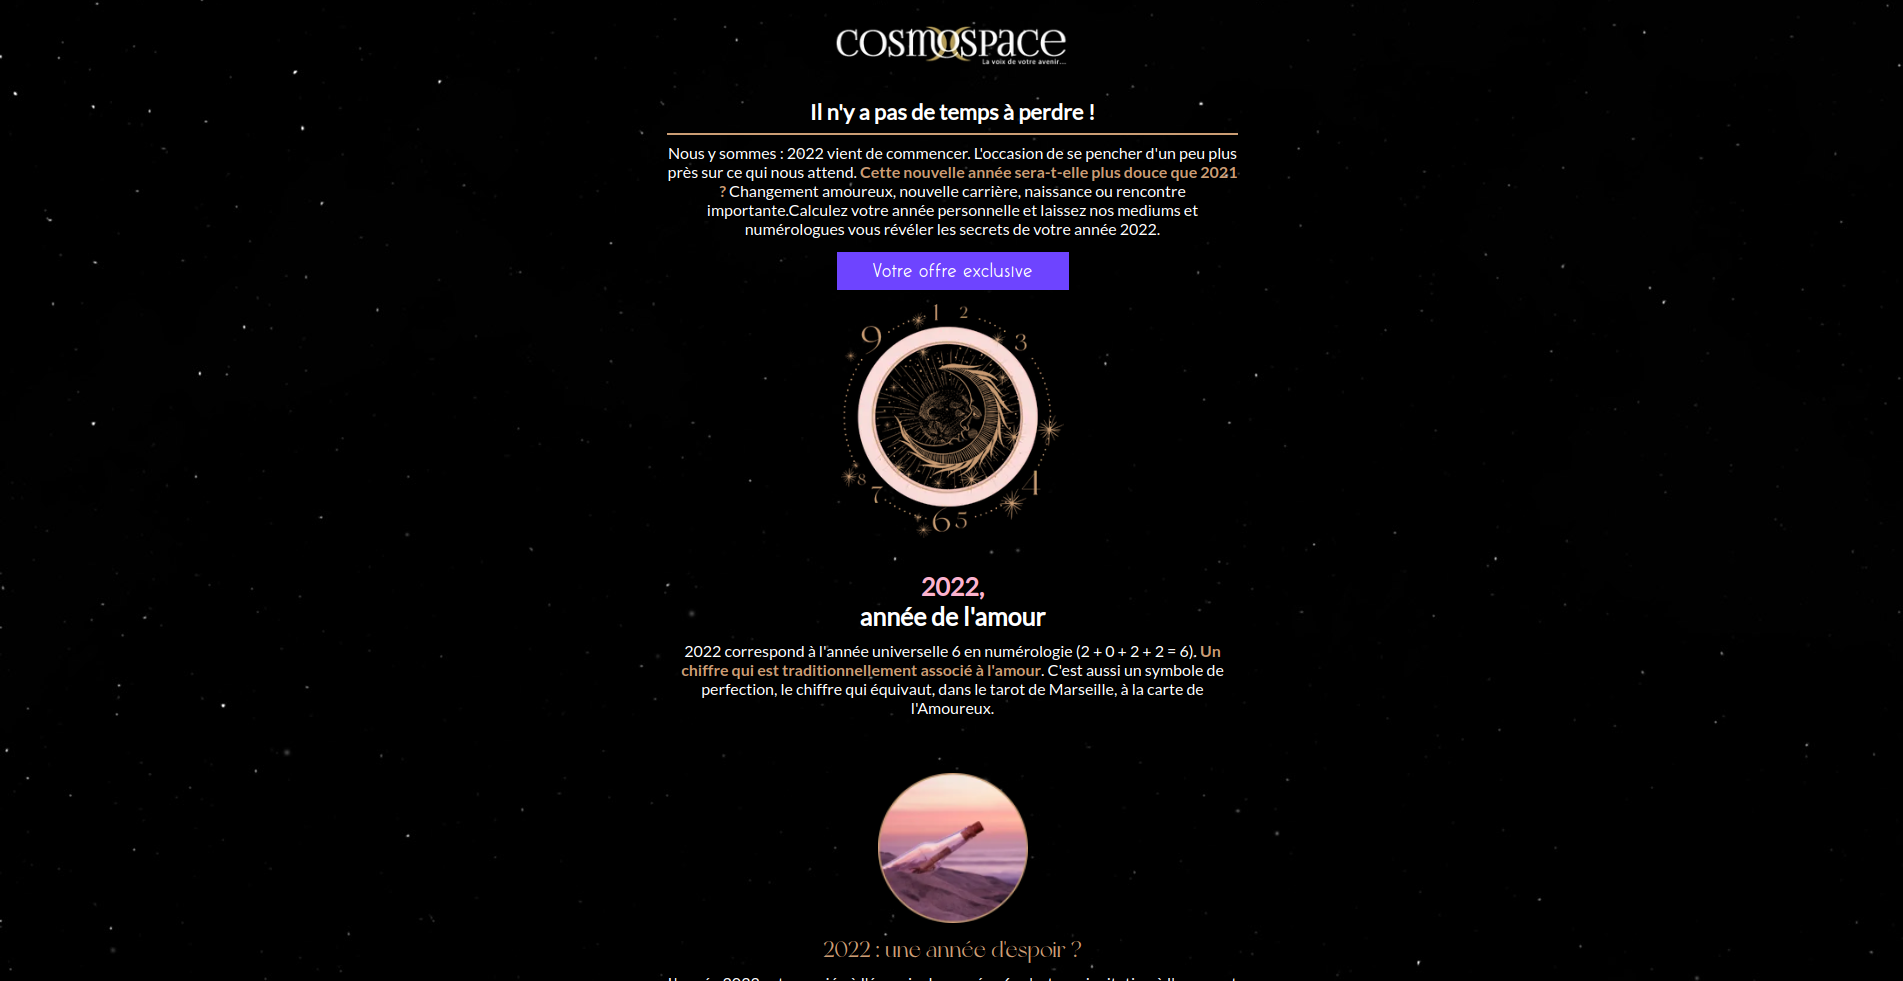 COSMOSPACE
La voix de votre avenir...
Il n'y a pas de temps à perdre !
Nous y sommes : 2022 vient de commencer. L'occasion de se pencher d'un peu plus
près sur ce qui nous attend. Cette nouvelle année sera-t-elle plus douce que 2021
? Changement amoureux, nouvelle carrière, naissance ou rencontre
importante.Calculez votre année personnelle et laissez nos mediums et
numérologues vous révéler les secrets de votre année 2022.
Votre offre exclusive
1 2
9 3
8 4
7
6 5
2022,
année de l'amour
2022 correspond à l'année universelle 6 en numérologie (2 + 0 + 2 + 2 = 6). Un
chiffre qui est traditionnellement associé à l'amour. C'est aussi un symbole de
perfection, le chiffre qui équivaut, dans le tarot de Marseille, à la carte de
l'Amoureux.
2022 : une année d'espoir ?